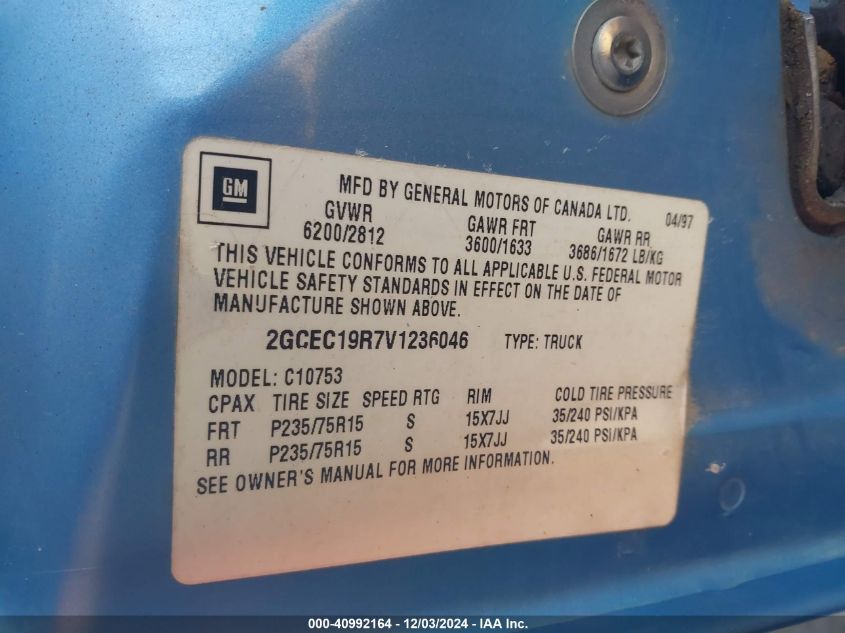 GM
MFD BY GENERAL MOTORS OF CANADA LTD. 04/97
GVWR GAWR FRT GAWR RR
6200/2812 3600/1633 3686/1672 LB/KG
THIS VEHICLE CONFORMS TO ALL APPLICABLE U.S. FEDERAL MOTOR
VEHICLE SAFETY STANDARDS IN EFFECT ON THE DATE OF
MANUFACTURE SHOWN ABOVE.
2GCEC19R7V1236046 TYPE: TRUCK
MODEL: C10753
CPAX TIRE SIZE SPEED RTG RIM COLD TIRE PRESSURE
FRT P235/75R15 S 15X7JJ 35/240 PSI/KPA
RR P235/75R15 S 15X7JJ 35/240 PSI/KPA
SEE OWNER'S MANUAL FOR MORE INFORMATION.
000-40992164 - 12/03/2024 - IAA Inc.